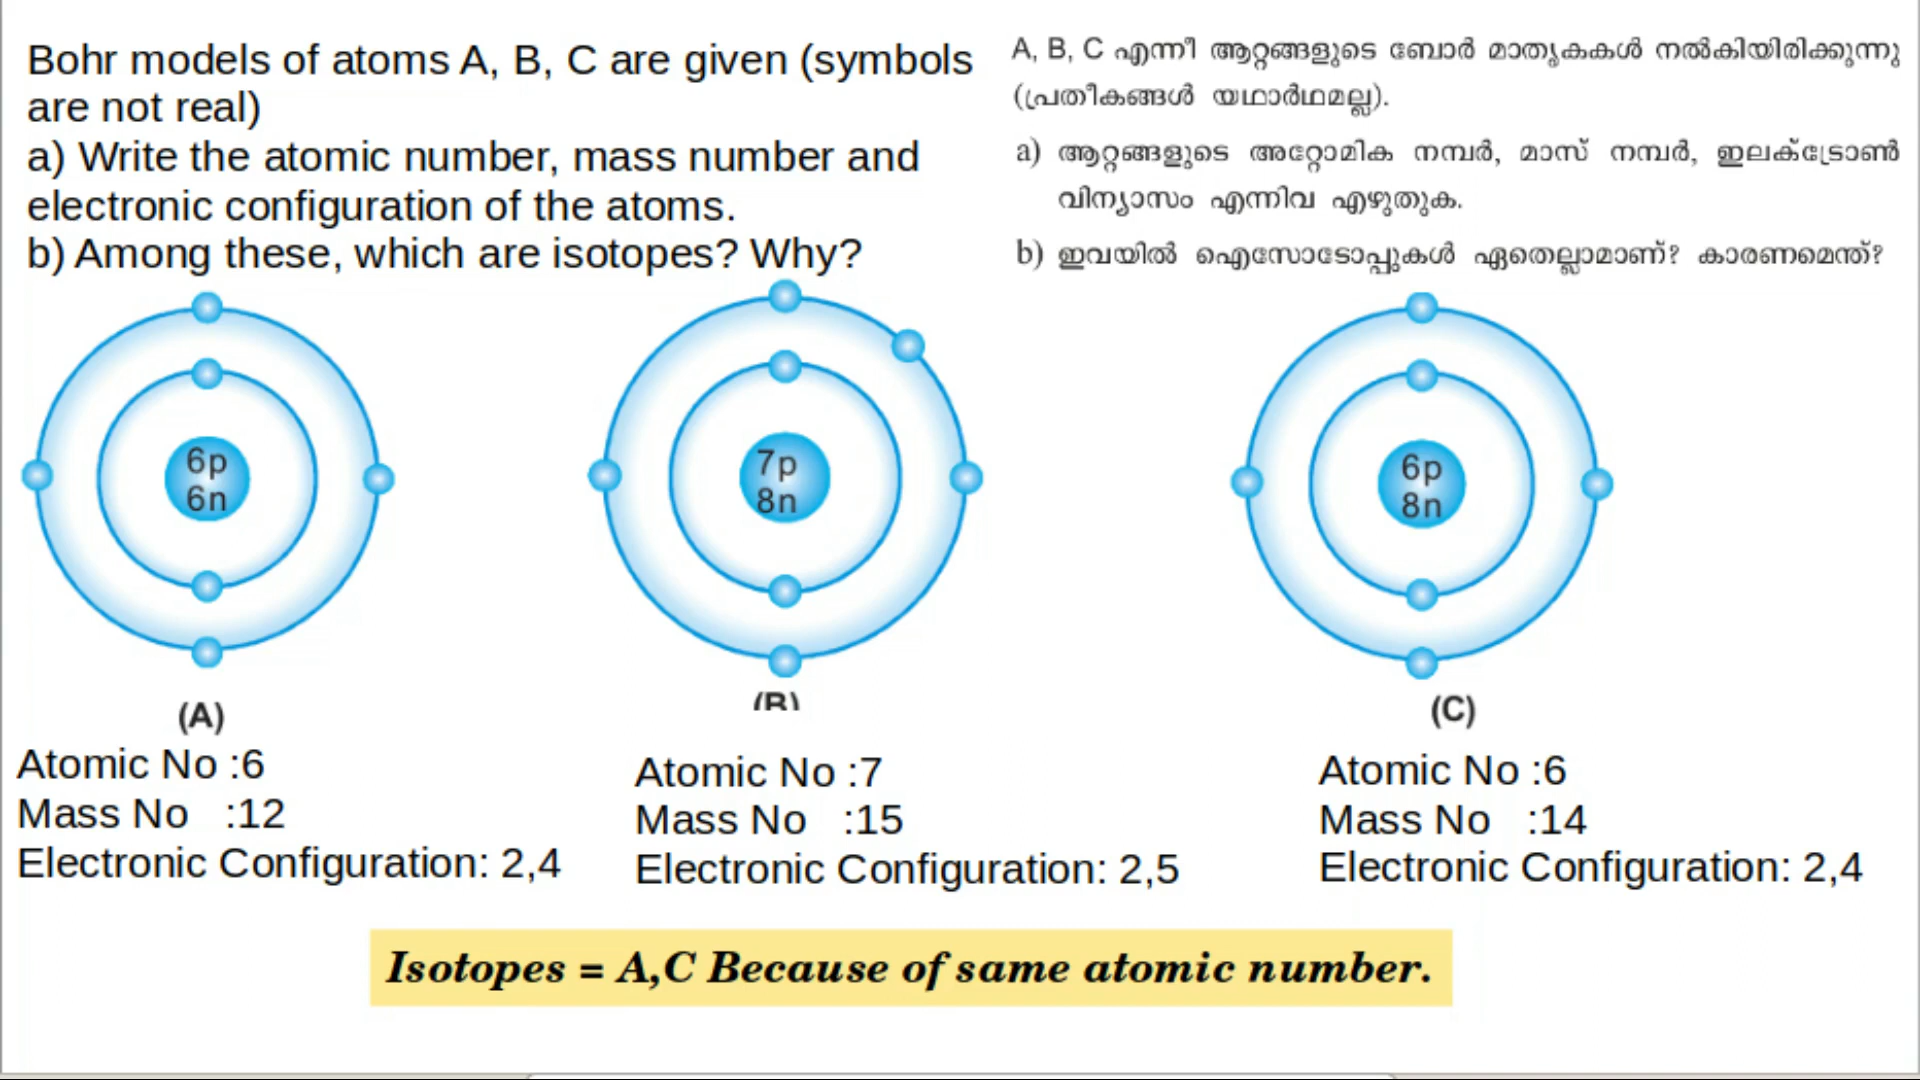 Bohr models of atoms A, B, C are given (symbols
are not real)
a) Write the atomic number, mass number and
electronic configuration of the atoms.
b) Among these, which are isotopes? Why?
A, B, C എന്നീ ആറ്റങ്ങളുടെ ബോർ മാതൃകകൾ നൽകിയിരിക്കുന്നു
(പ്രതീകങ്ങൾ യഥാർഥമല്ല).
a) ആറ്റങ്ങളുടെ അറ്റോമിക നമ്പർ, മാസ് നമ്പർ, ഇലക്ട്രോൺ
വിന്യാസം എന്നിവ എഴുതുക.
b) ഇവയിൽ ഐസോടോപ്പുകൾ ഏതെല്ലാമാണ്? കാരണമെന്ത്?
6p
6n
(A)
7p
8n
(B)
6p
8n
(C)
Atomic No :6
Mass No :12
Electronic Configuration: 2,4
Atomic No :7
Mass No :15
Electronic Configuration: 2,5
Atomic No :6
Mass No :14
Electronic Configuration: 2,4
Isotopes = A,C Because of same atomic number.